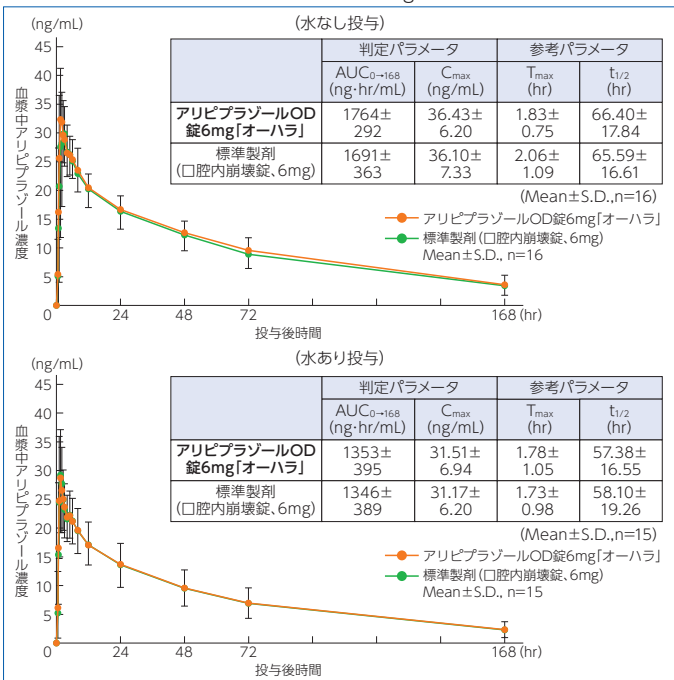 (水なし投与)
(ng/mL)
45
40
35
30
25
20
15
10
5
0
血漿中アリピプラゾール濃度
判定パラメータ 参考パラメータ
AUC0→168 (ng·hr/mL) Cmax (ng/mL) Tmax (hr) t1/2 (hr)
アリピプラゾールOD錠6mg「オーハラ」 1764±292 36.43±6.20 1.83±0.75 66.40±17.84
標準製剤(口腔内崩壊錠、6mg) 1691±363 36.10±7.33 2.06±1.09 65.59±16.61
(Mean±S.D.,n=16)
アリピプラゾールOD錠6mg「オーハラ」
標準製剤(口腔内崩壊錠、6mg)
Mean±S.D., n=16
24 48 72 168 (hr)
投与後時間
(水あり投与)
(ng/mL)
45
40
35
30
25
20
15
10
5
0
血漿中アリピプラゾール濃度
判定パラメータ 参考パラメータ
AUC0→168 (ng·hr/mL) Cmax (ng/mL) Tmax (hr) t1/2 (hr)
アリピプラゾールOD錠6mg「オーハラ」 1353±395 31.51±6.94 1.78±1.05 57.38±16.55
標準製剤(口腔内崩壊錠、6mg) 1346±389 31.17±6.20 1.73±0.98 58.10±19.26
(Mean±S.D.,n=15)
アリピプラゾールOD錠6mg「オーハラ」
標準製剤(口腔内崩壊錠、6mg)
Mean±S.D., n=15
24 48 72 168 (hr)
投与後時間